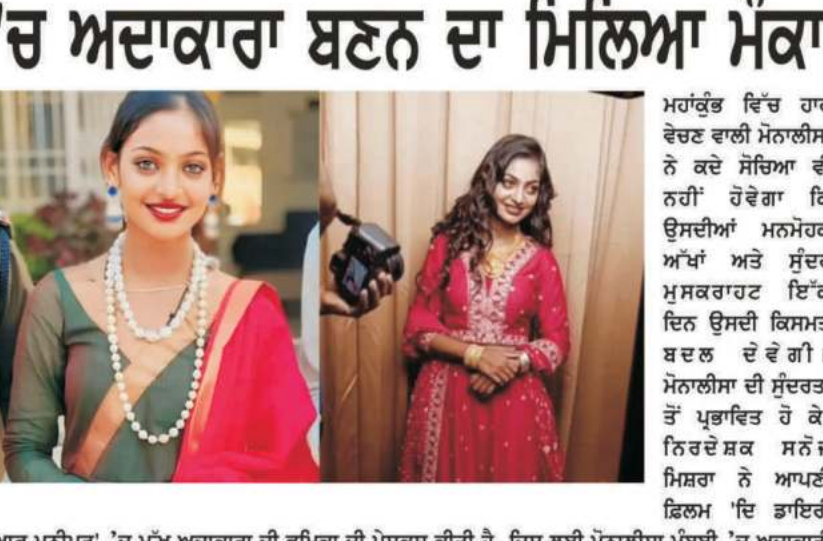 'ਚ ਅਦਾਕਾਰਾ ਬਣਨ ਦਾ ਮਿਲਿਆ ਮੌਕਾ
ਮਹਾਂਕੁੰਭ ਵਿੱਚ ਹਾਰ
ਵੇਚਣ ਵਾਲੀ ਮੋਨਾਲੀਸਾ
ਨੇ ਕਦੇ ਸੋਚਿਆ ਵੀ
ਨਹੀਂ ਹੋਵੇਗਾ ਕਿ
ਉਸਦੀਆਂ ਮਨਮੋਹਕ
ਅੱਖਾਂ ਅਤੇ ਸੁੰਦਰ
ਮੁਸਕਰਾਹਟ ਇੱਕ
ਦਿਨ ਉਸਦੀ ਕਿਸਮਤ
ਬਦਲ ਦੇਵੇਗੀ
ਮੋਨਾਲੀਸਾ ਦੀ ਸੁੰਦਰਤਾ
ਤੋਂ ਪ੍ਰਭਾਵਿਤ ਹੋ ਕੇ
ਨਿਰਦੇਸ਼ਕ ਸਨੋਜ
ਮਿਸ਼ਰਾ ਨੇ ਆਪਣੀ
ਫ਼ਿਲਮ 'ਦਿ ਡਾਇਰੀ